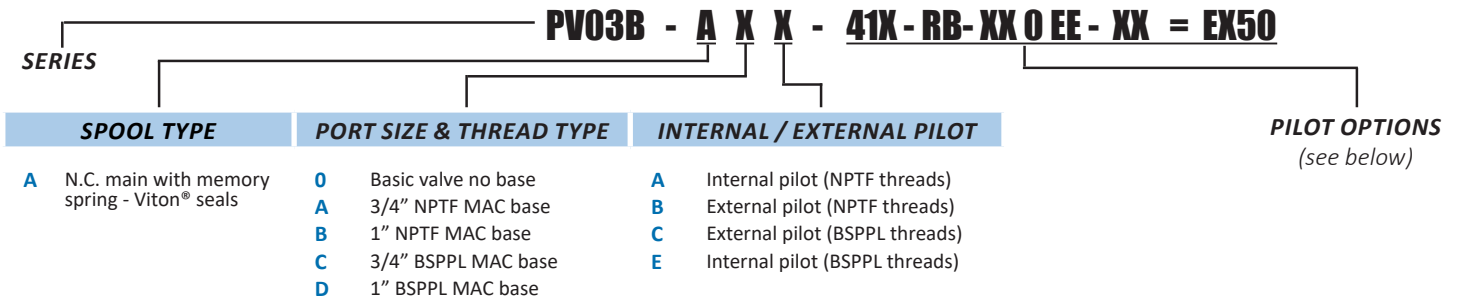 PV03B - A X X - 41X - RB- XX 0 EE - XX = EX50
SERIES
SPOOL TYPE
A N.C. main with memory
spring - Viton® seals
PORT SIZE & THREAD TYPE
0 Basic valve no base
A 3/4” NPTF MAC base
B 1” NPTF MAC base
C 3/4” BSPPL MAC base
D 1” BSPPL MAC base
INTERNAL / EXTERNAL PILOT
A Internal pilot (NPTF threads)
B External pilot (NPTF threads)
C External pilot (BSPPL threads)
E Internal pilot (BSPPL threads)
PILOT OPTIONS
(see below)